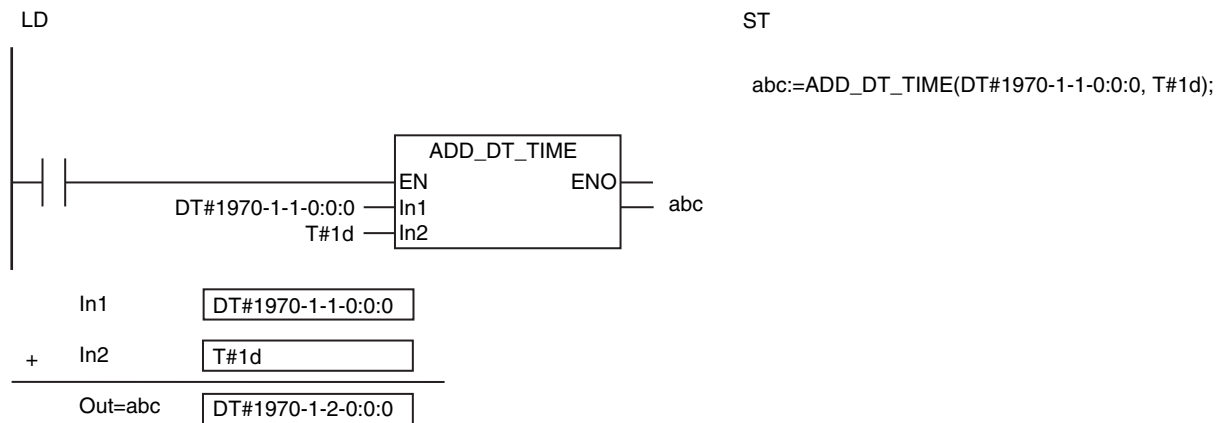 LD
ST
abc:=ADD_DT_TIME(DT#1970-1-1-0:0:0, T#1d);
ADD_DT_TIME
EN ENO
DT#1970-1-1-0:0:0 In1 abc
T#1d In2
In1 DT#1970-1-1-0:0:0
+ In2 T#1d
Out=abc DT#1970-1-2-0:0:0